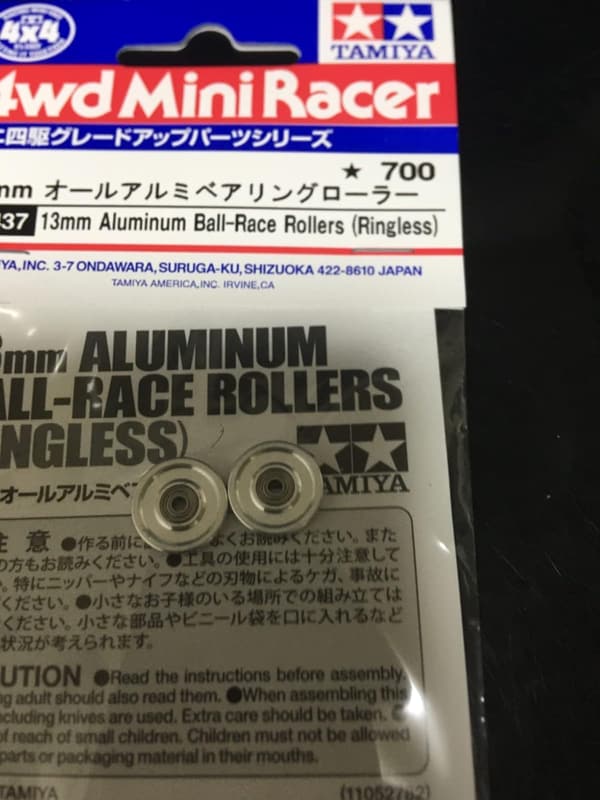 4x4
TAMIYA
4wd Mini Racer
四駆グレードアップパーツシリーズ
★ 700
mm オールアルミベアリングローラー
437 13mm Aluminum Ball-Race Rollers (Ringless)
YA, INC. 3-7 ONDAWARA, SURUGA-KU, SHIZUOKA 422-8610 JAPAN
TAMIYA AMERICA, INC. IRVINE, CA
mm ALUMINUM
ALL-RACE ROLLERS
INGLESS)
オールアルミベア
TAMIYA
注意 ●作る前に よくお読みください。また
の方もお読みください。●工具の使用には十分注意して
。特にニッパーやナイフなどの刃物によるケガ、事故に
ください。●小さなお子様のいる場所での組み立ては
ください。小さな部品やビニール袋を口に入れるなど
状況が考えられます。
CAUTION ●Read the instructions before assembly.
ng adult should also read them. ●When assembling this
including knives are used. Extra care should be taken. ●
of reach of small children. Children must not be allowed
parts or packaging material in their mouths.
TAMIYA (11052782)